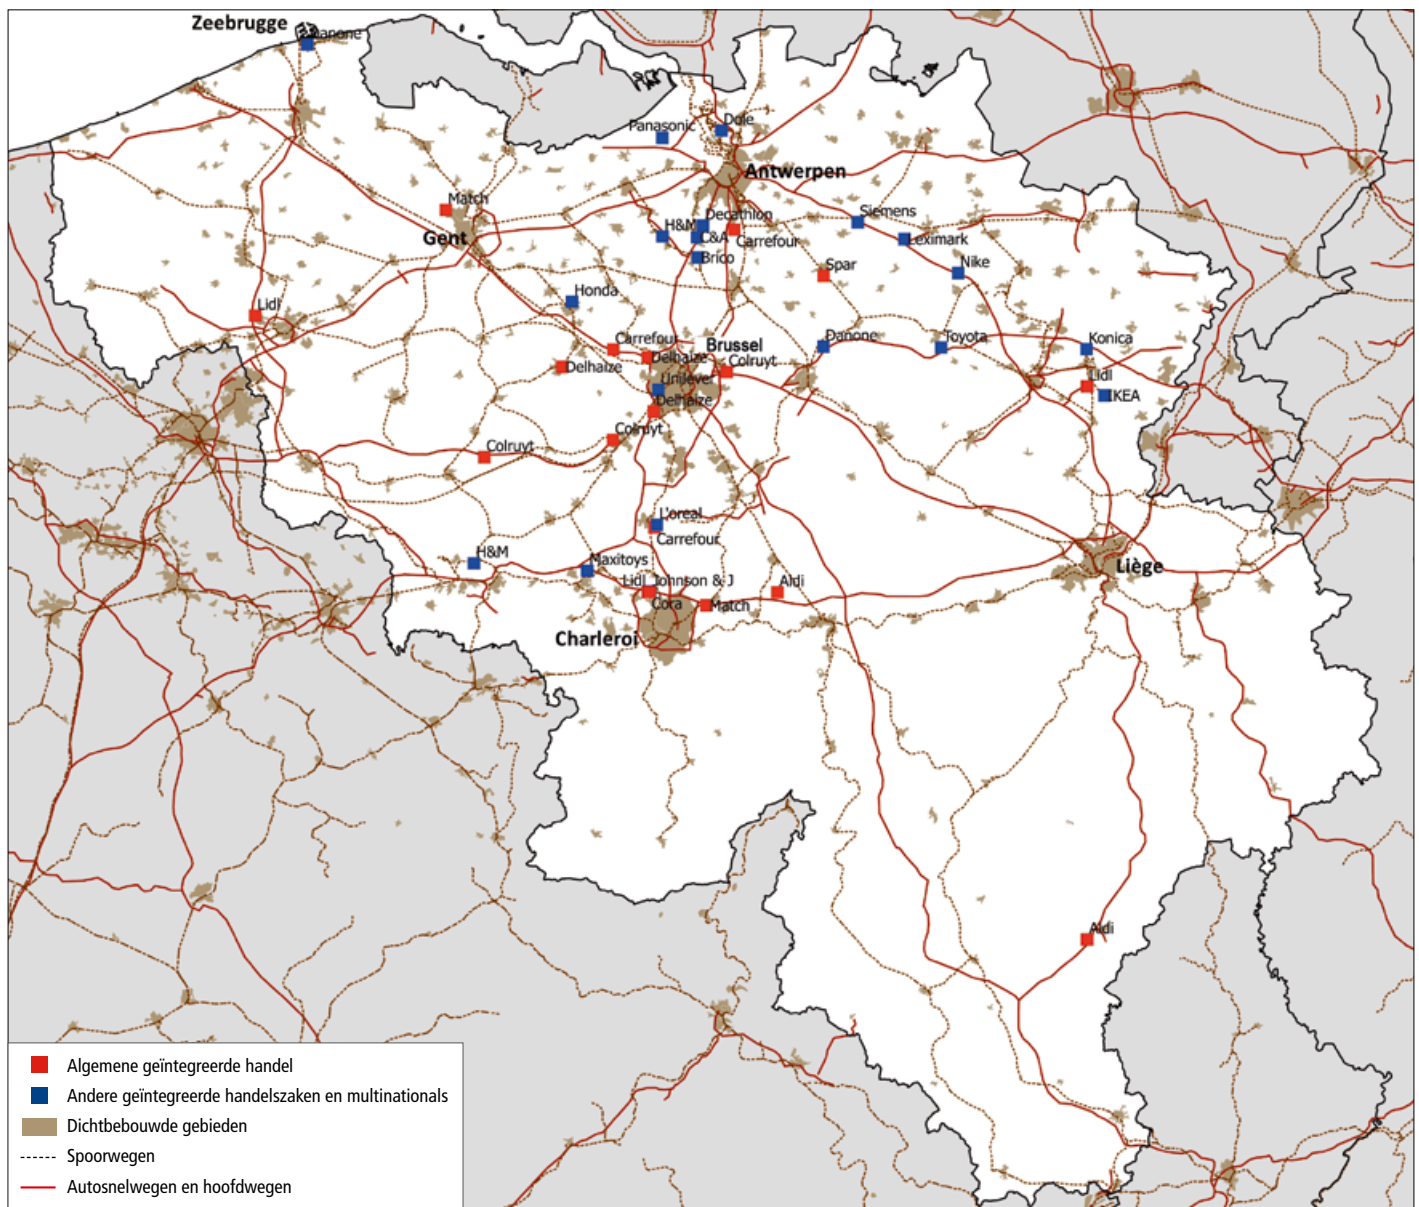 Zeebrugge
Danone
Panasonic
Dole
Antwerpen
Match
Gent
H&M
Decathlon
C&A
Carrefour
Brico
Siemens
Leximark
Spar
Nike
Honda
Lidl
Carrefour
Delhaize
Delhaize
Brussel
Colruyt
Danone
Toyota
Konica
Unilever
Delhaize
Lidl
IKEA
Colruyt
Colruyt
L'oreal
Carrefour
H&M
Maxitoys
Lidl Johnson & J
Aldi
Cora
Match
Liège
Charleroi
Aldi
Algemene geïntegreerde handel
Andere geïntegreerde handelszaken en multinationals
Dichtbebouwde gebieden
Spoorwegen
Autosnelwegen en hoofdwegen